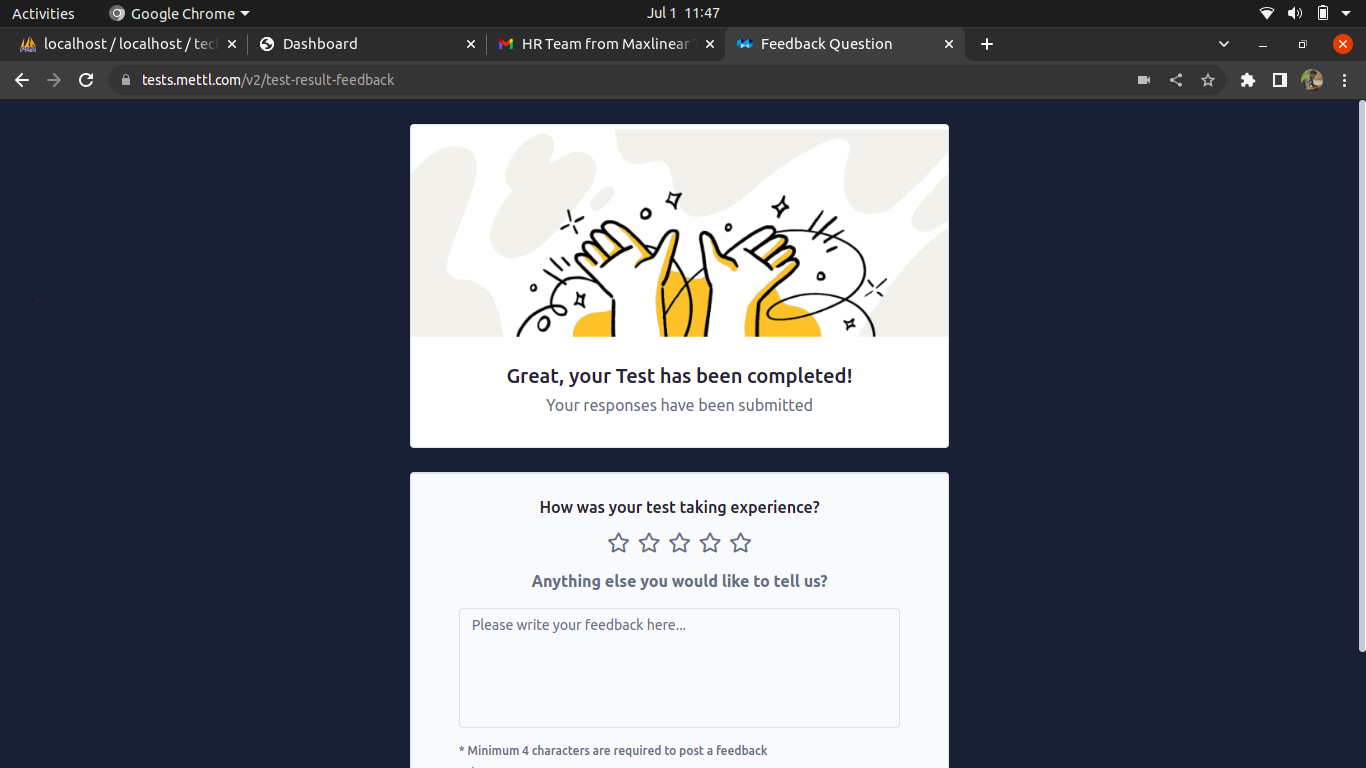 Activities Google Chrome Jul 1 11:47
localhost / localhost / tec Dashboard HR Team from Maxlinear Feedback Question
tests.mettl.com/v2/test-result-feedback
Great, your Test has been completed!
Your responses have been submitted
How was your test taking experience?
Anything else you would like to tell us?
Please write your feedback here...
* Minimum 4 characters are required to post a feedback